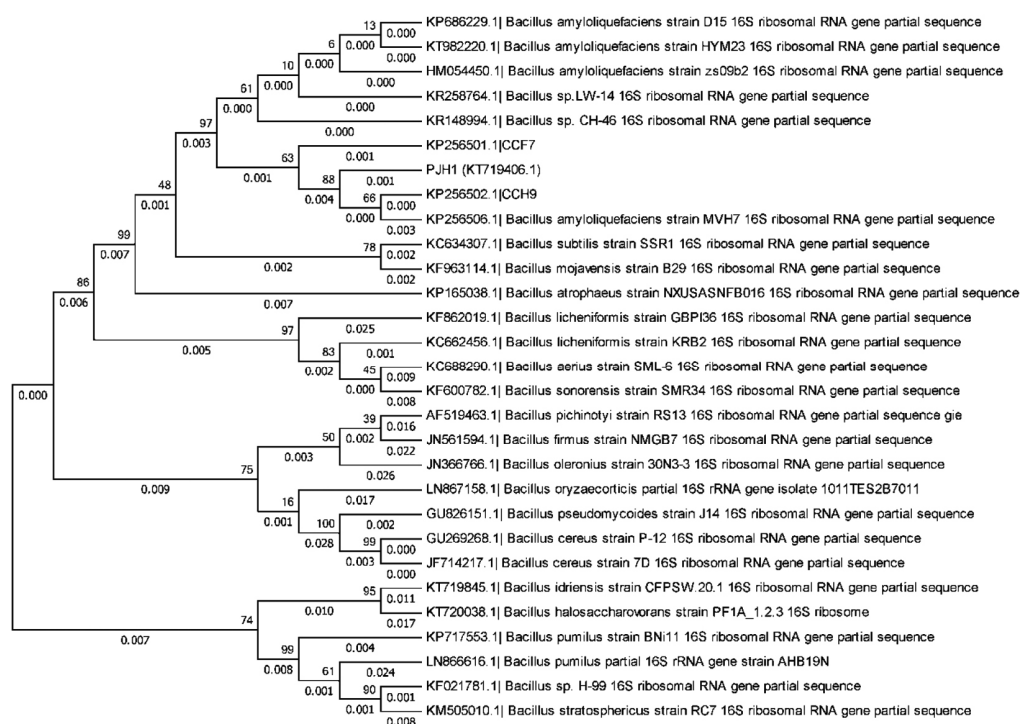 13 KP686229.1| Bacillus amyloliquefaciens strain D15 16S ribosomal RNA gene partial sequence
0.000
6 KT982220.1| Bacillus amyloliquefaciens strain HYM23 16S ribosomal RNA gene partial sequence
0.000 0.000
10 HM054450.1| Bacillus amyloliquefaciens strain zs09b2 16S ribosomal RNA gene partial sequence
0.000 0.000
61 KR258764.1| Bacillus sp.LW-14 16S ribosomal RNA gene partial sequence
0.000 0.000
97 KR148994.1| Bacillus sp. CH-46 16S ribosomal RNA gene partial sequence
0.003 0.000
63 KP256501.1|CCF7
0.001 0.001
88 PJH1 (KT719406.1)
48 0.004 0.001
66 KP256502.1|CCH9
0.001 0.000 0.000
KP256506.1| Bacillus amyloliquefaciens strain MVH7 16S ribosomal RNA gene partial sequence
0.003
99 78 KC634307.1| Bacillus subtilis strain SSR1 16S ribosomal RNA gene partial sequence
0.007 0.002 0.002
KF963114.1| Bacillus mojavensis strain B29 16S ribosomal RNA gene partial sequence
0.002
86 KP165038.1| Bacillus atrophaeus strain NXUSASNFB016 16S ribosomal RNA gene partial sequence
0.006 0.007
97 KF862019.1| Bacillus licheniformis strain GBPI36 16S ribosomal RNA gene partial sequence
0.005 0.025
83 KC662456.1| Bacillus licheniformis strain KRB2 16S ribosomal RNA gene partial sequence
0.002 0.001
45 KC688290.1| Bacillus aerius strain SML-6 16S ribosomal RNA gene partial sequence
0.000 0.009
KF600782.1| Bacillus sonorensis strain SMR34 16S ribosomal RNA gene partial sequence
0.000 0.008
39 AF519463.1| Bacillus pichinotyi strain RS13 16S ribosomal RNA gene partial sequence gie
50 0.016
0.002 JN561594.1| Bacillus firmus strain NMGB7 16S ribosomal RNA gene partial sequence
0.003 0.022
75 JN366766.1| Bacillus oleronius strain 30N3-3 16S ribosomal RNA gene partial sequence
0.009 0.026
16 LN867158.1| Bacillus oryzaecorticis partial 16S rRNA gene isolate 1011TES2B7011
0.001 0.017
100 GU826151.1| Bacillus pseudomycoides strain J14 16S ribosomal RNA gene partial sequence
0.028 0.002
99 GU269268.1| Bacillus cereus strain P-12 16S ribosomal RNA gene partial sequence
0.003 0.000
JF714217.1| Bacillus cereus strain 7D 16S ribosomal RNA gene partial sequence
0.000
95 KT719845.1| Bacillus idriensis strain CFPSW.20.1 16S ribosomal RNA gene partial sequence
0.010 0.011
74 KT720038.1| Bacillus halosaccharovorans strain PF1A_1.2.3 16S ribosome
0.007 0.017
99 KP717553.1| Bacillus pumilus strain BNi11 16S ribosomal RNA gene partial sequence
0.008 0.004
61 LN866616.1| Bacillus pumilus partial 16S rRNA gene strain AHB19N
0.001 0.024
90 KF021781.1| Bacillus sp. H-99 16S ribosomal RNA gene partial sequence
0.001 0.001
KM505010.1| Bacillus stratosphericus strain RC7 16S ribosomal RNA gene partial sequence
0.008